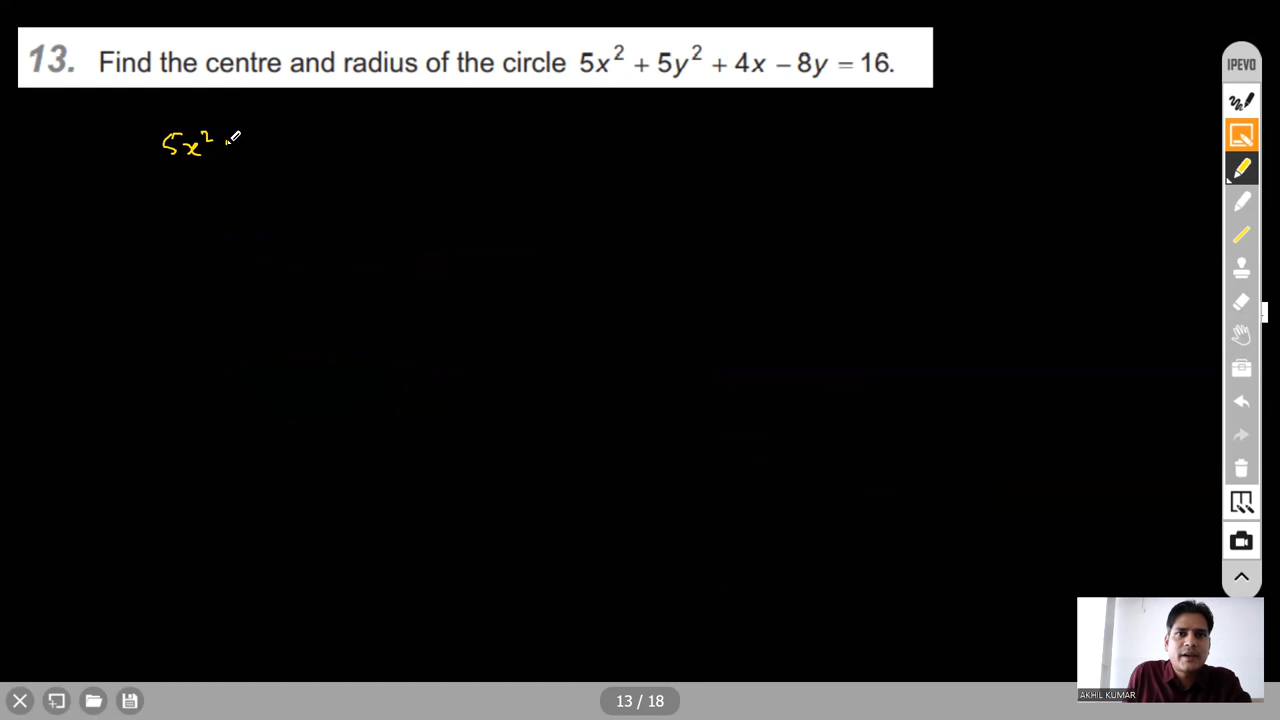 13. Find the centre and radius of the circle 5x² + 5y² + 4x − 8y = 16.
IPEVO
5x²
AKHIL KUMAR
13 / 18